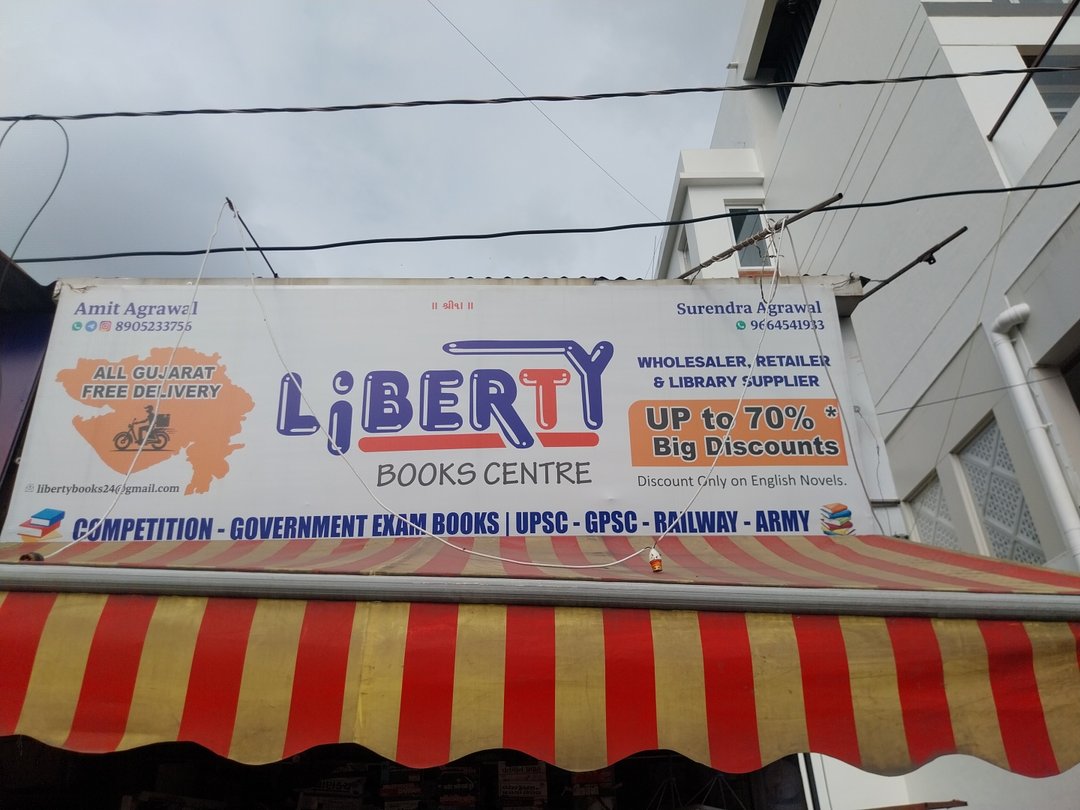 Amit Agrawal
8905233756
॥ श्री१। ॥
Surendra Agrawal
9664541933
ALL GUJARAT
FREE DELIVERY
LiBERTY
BOOKS CENTRE
WHOLESALER, RETAILER
& LIBRARY SUPPLIER
UP to 70% *
Big Discounts
Discount Only on English Novels.
libertybooks24@gmail.com
COMPETITION - GOVERNMENT EXAM BOOKS | UPSC - GPSC - RAILWAY - ARMY